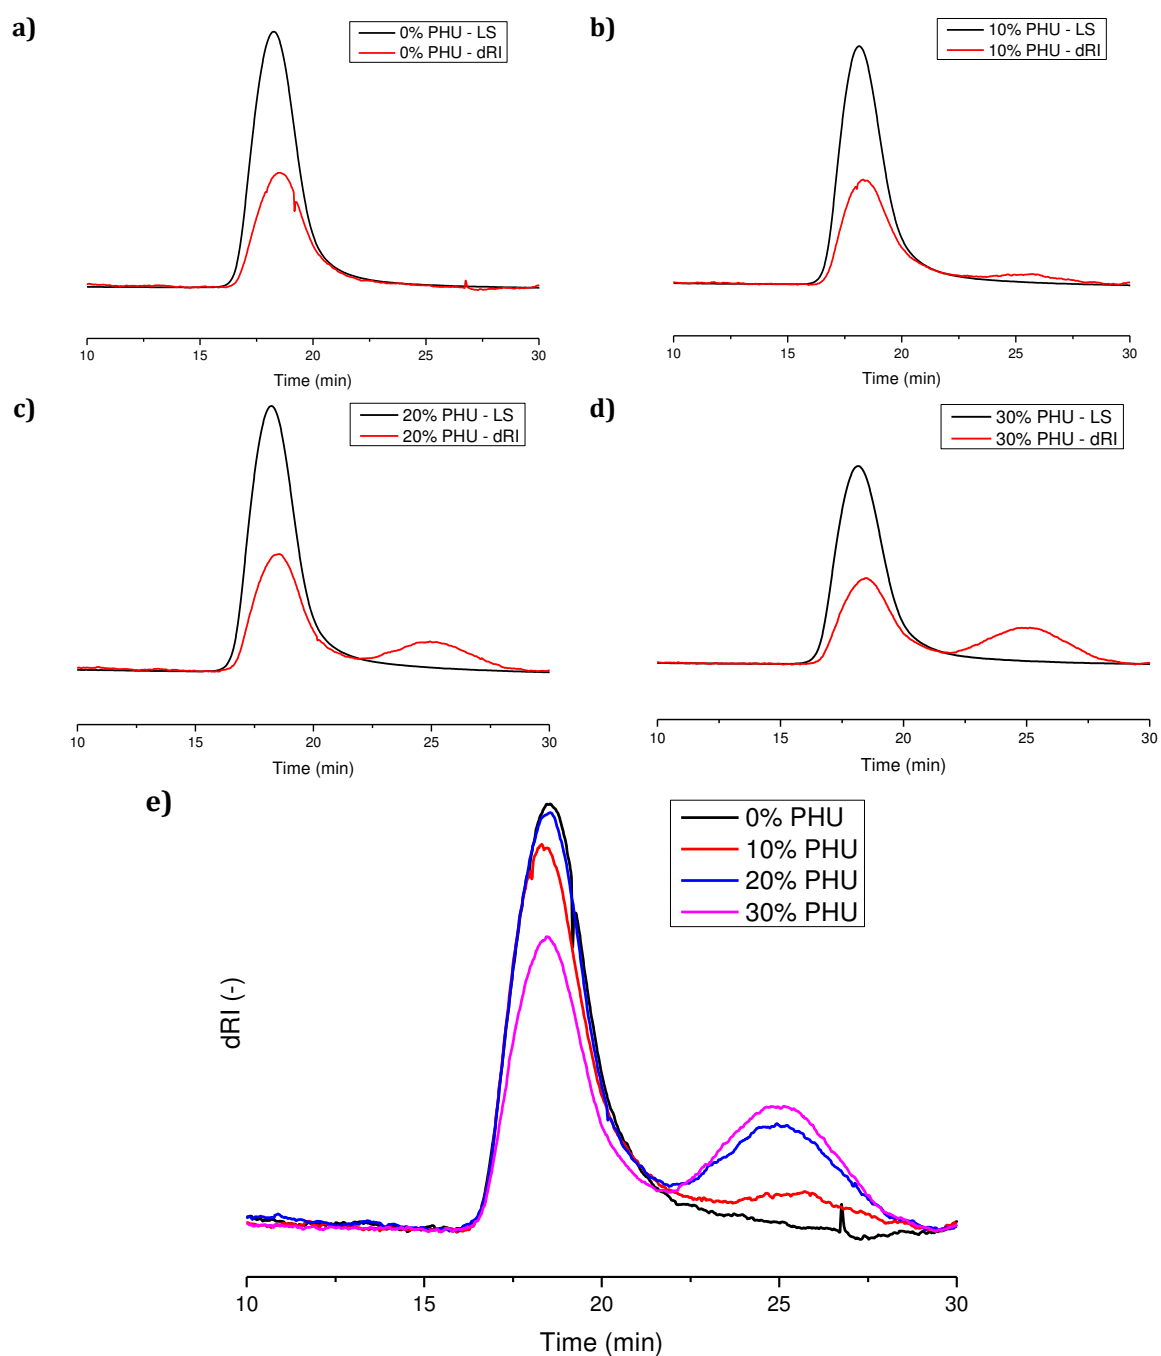 a)
0% PHU - LS
0% PHU - dRI
10 15 20 25 30
Time (min)
b)
10% PHU - LS
10% PHU - dRI
10 15 20 25 30
Time (min)
c)
20% PHU - LS
20% PHU - dRI
10 15 20 25 30
Time (min)
d)
30% PHU - LS
30% PHU - dRI
10 15 20 25 30
Time (min)
e)
0% PHU
10% PHU
20% PHU
30% PHU
dRI (-)
10 15 20 25 30
Time (min)